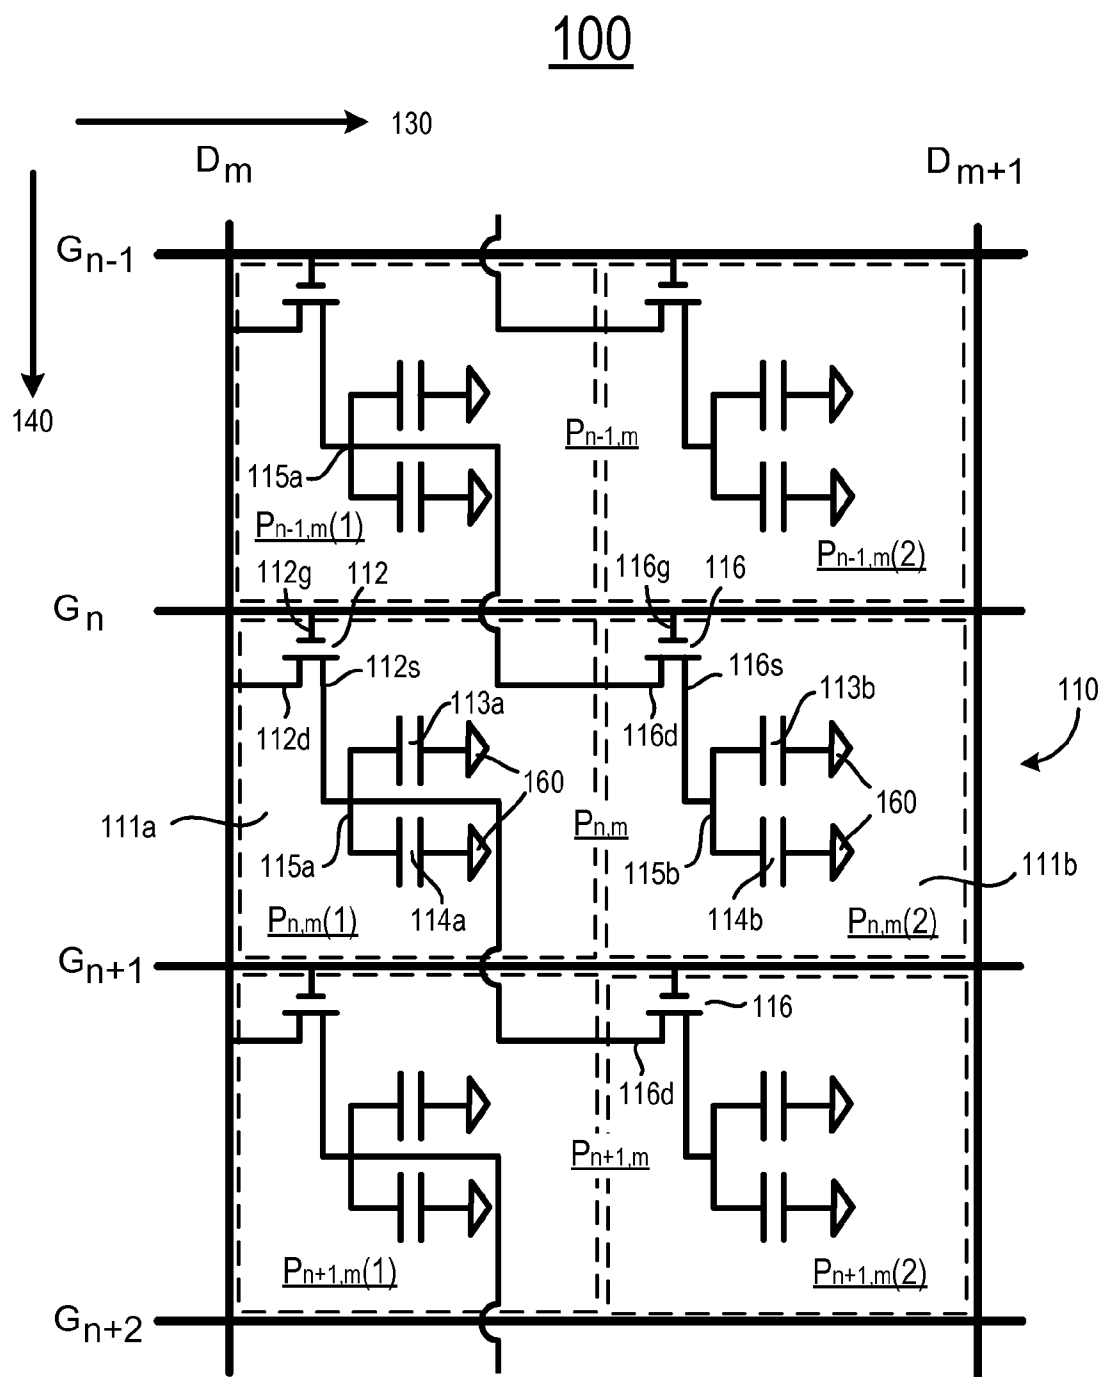 100
130
Dm
Dm+1
Gn-1
140
115a
Pn-1,m
Pn-1,m(1)
Pn-1,m(2)
112g
112
116g
116
Gn
112s
116s
113a
113b
110
112d
116d
160
160
111a
Pn,m
115a
115b
111b
Pn,m(1)
114a
114b
Pn,m(2)
Gn+1
116
116d
Pn+1,m
Pn+1,m(1)
Pn+1,m(2)
Gn+2